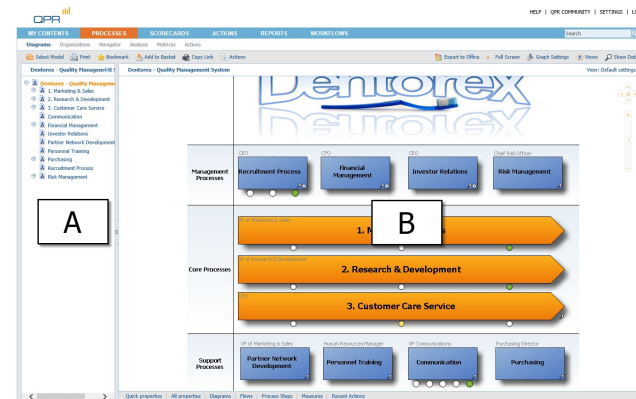 HELP | QPR COMMUNITY | SETTINGS |
QPR
MY CONTENTS PROCESSES SCORECARDS ACTIONS REPORTS WORKFLOWS Search
Diagrams Organizations Navigator Analysis Matrices Actions
Select Model Print Bookmark Add to Basket Copy Link Actions Export to Office Full Screen Graph Settings Views Show
Dentorex - Quality Dentorex - Quality Management System View: Default settings
Dentorex - Quality
1. Marketing & Sales
2. Research & Development
3. Customer Care Service
Communication
Financial Management
Investor Relations
Partner Network Development
Personnel Training
Purchasing
Recruitment Process
Risk Management
A
Dentorex
Management Processes
CEO
Recruitment Process
CFO
Financial Management
CEO
Investor Relations
Chief Risk Officer
Risk Management
B
Core Processes
VP of Marketing & Sales
1.
VP of Research & Development
2. Research & Development
CEO
3. Customer Care Service
Support Processes
VP of Marketing & Sales
Partner Network Development
Human Resources Manager
Personnel Training
VP Communications
Communication
Purchasing Director
Purchasing
Quick properties | All properties | Diagrams | Flows | Process Steps | Measures | Recent Actions